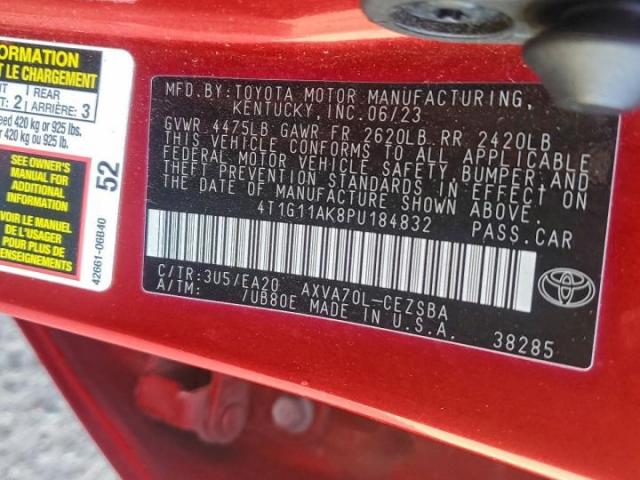 FORMATION
T LE CHARGEMENT
NT 2 | REAR
ARRIÈRE: 3
eed 420 kg or 925 lbs.
r 420 kg ou 925 lb.
SEE OWNER'S
MANUAL FOR
ADDITIONAL
INFORMATION
VOIR LE MANUEL
DE L'USAGER
POUR PLUS DE
RENSEIGNEMENTS
52
42661-06B40
MFD.BY:TOYOTA MOTOR MANUFACTURING,
KENTUCKY,INC.06/23
GVWR 4475LB GAWR FR 2620LB RR 2420LB
THIS VEHICLE CONFORMS TO ALL APPLICABLE
FEDERAL MOTOR VEHICLE SAFETY,BUMPER,AND
THEFT PREVENTION STANDARDS IN EFFECT ON
THE DATE OF MANUFACTURE SHOWN ABOVE.
4T1G11AK8PU184832 PASS.CAR
C/TR:3U5/EA20 AXVA70L-CEZSBA
A/TM: /UB80E MADE IN U.S.A.
38285